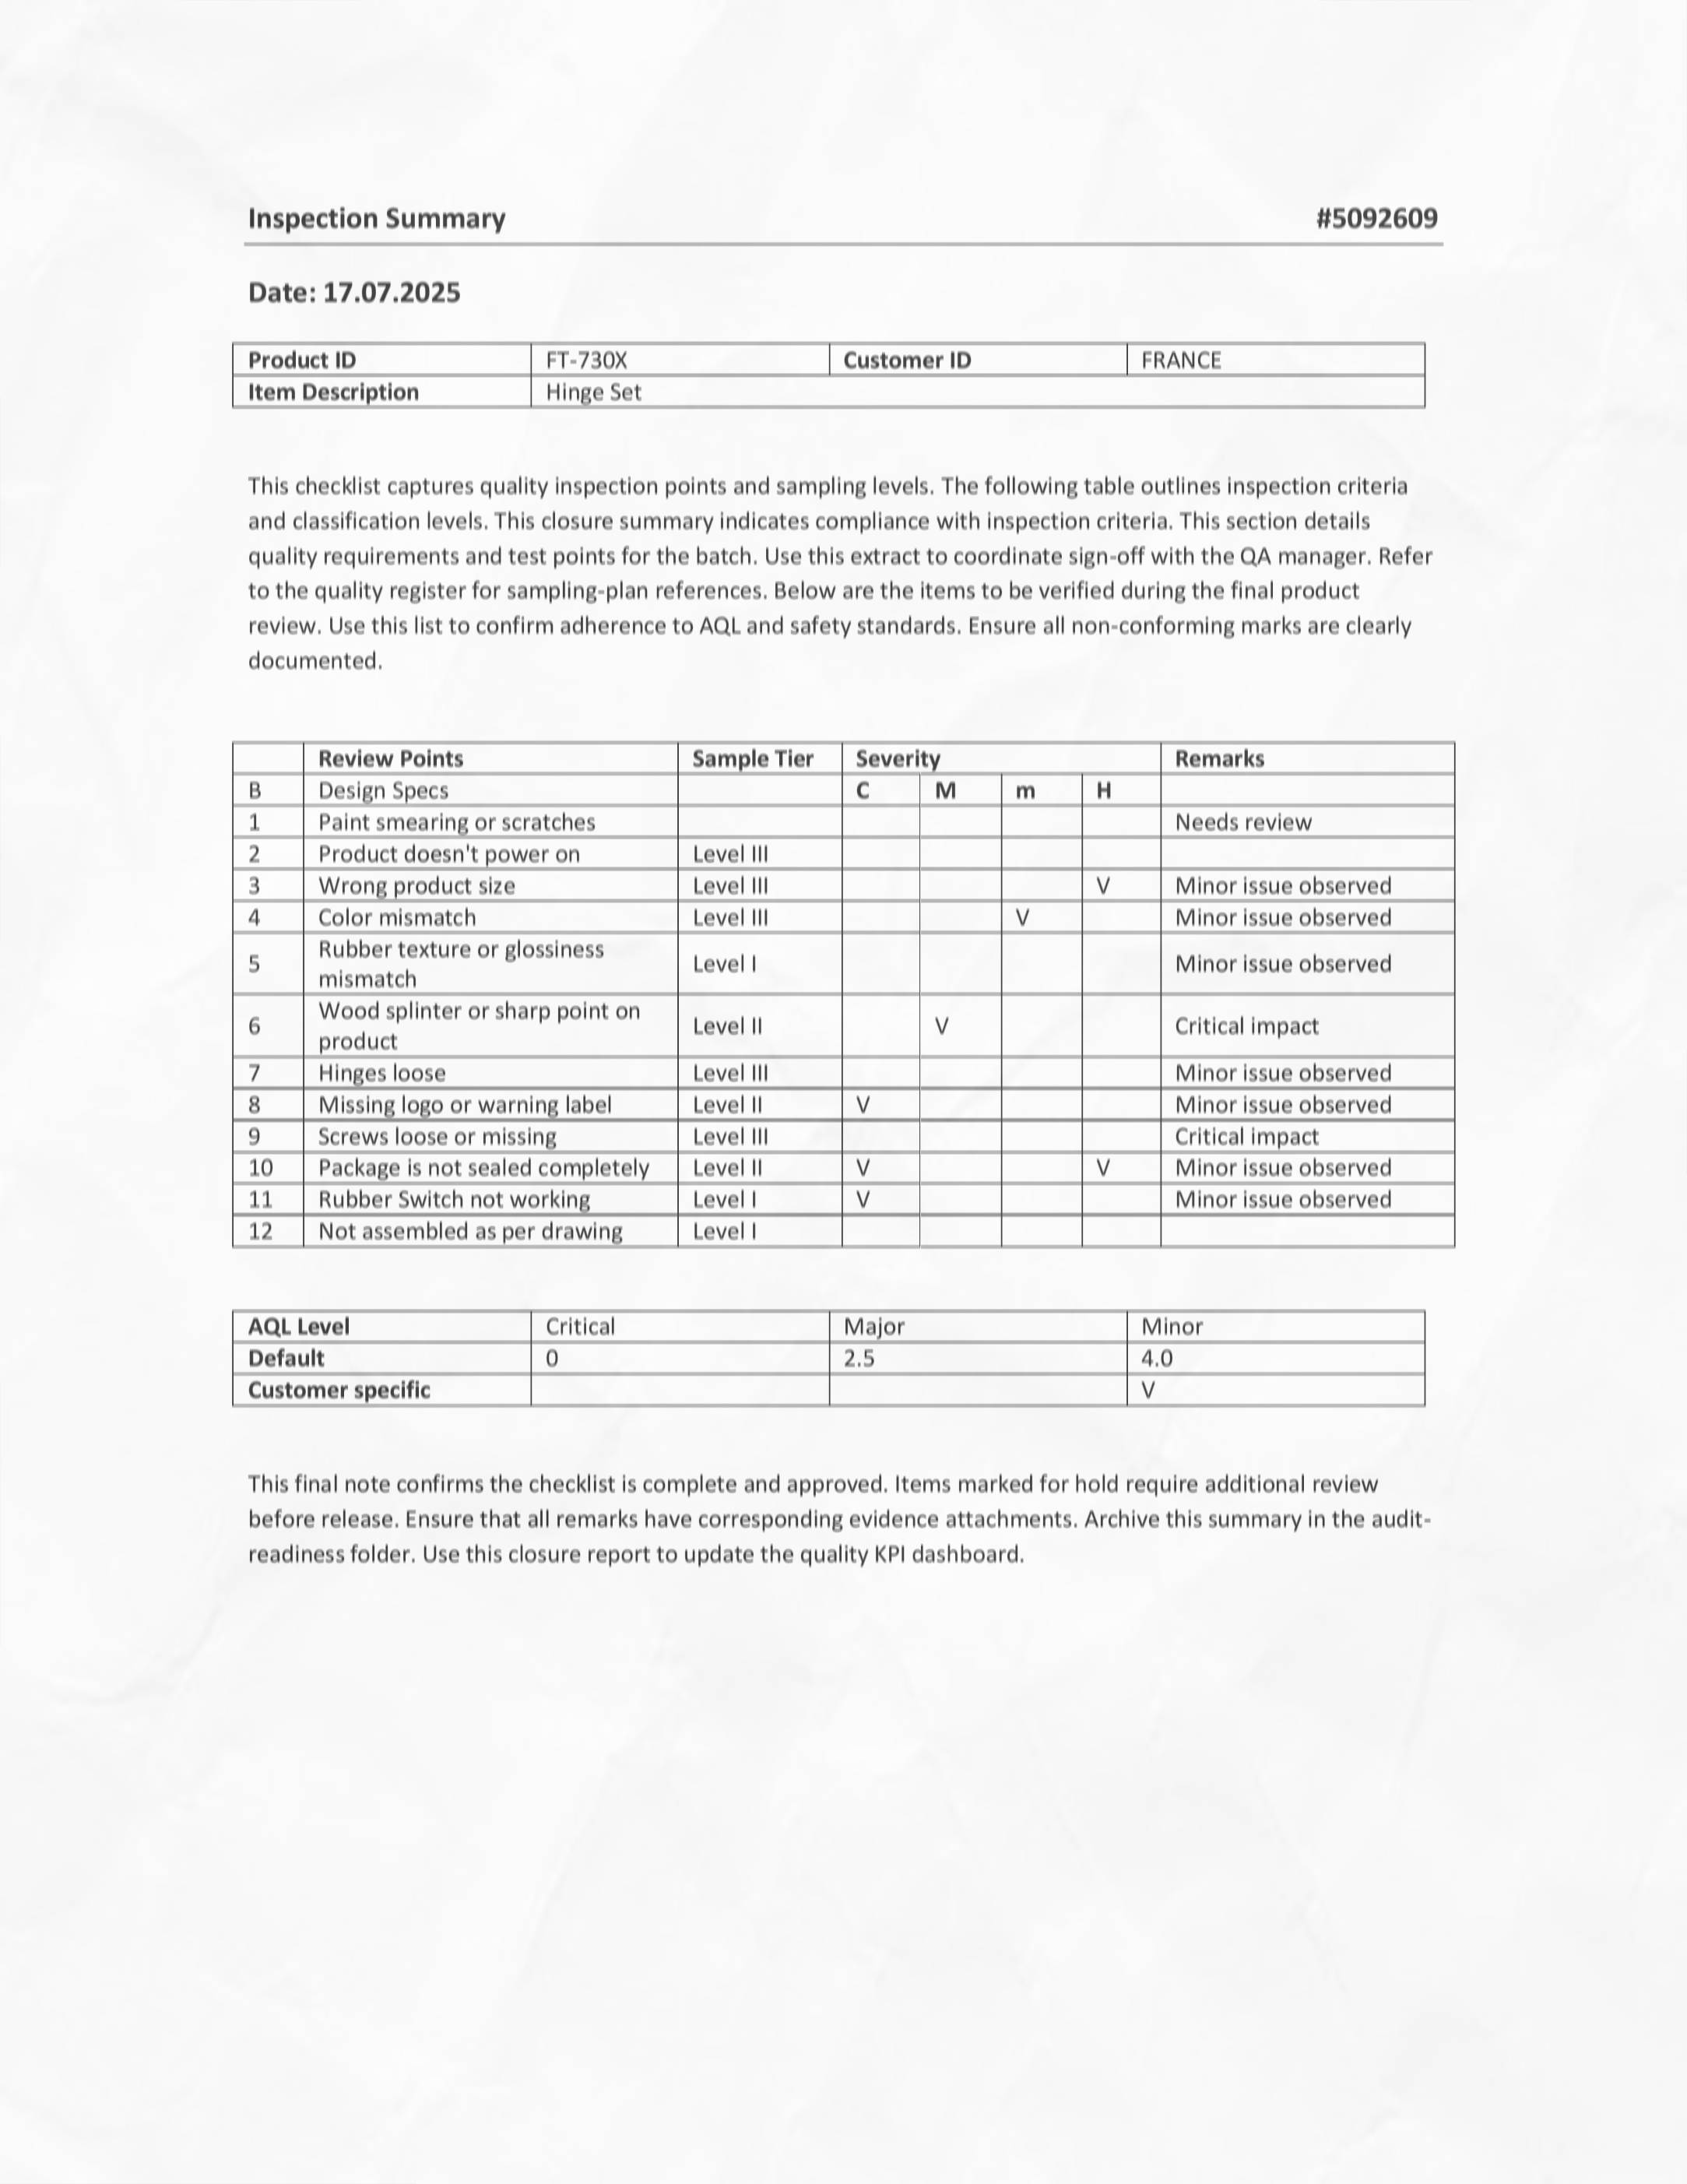 Inspection Summary #5092609
Date: 17.07.2025
Product ID FT-730X Customer ID FRANCE
Item Description Hinge Set
This checklist captures quality inspection points and sampling levels. The following table outlines inspection criteria
and classification levels. This closure summary indicates compliance with inspection criteria. This section details
quality requirements and test points for the batch. Use this extract to coordinate sign-off with the QA manager. Refer
to the quality register for sampling-plan references. Below are the items to be verified during the final product
review. Use this list to confirm adherence to AQL and safety standards. Ensure all non-conforming marks are clearly
documented.
Review Points Sample Tier Severity Remarks
B Design Specs C M m H
1 Paint smearing or scratches Needs review
2 Product doesn't power on Level III
3 Wrong product size Level III V Minor issue observed
4 Color mismatch Level III V Minor issue observed
5 Rubber texture or glossiness
mismatch Level I Minor issue observed
6 Wood splinter or sharp point on
product Level II V Critical impact
7 Hinges loose Level III Minor issue observed
8 Missing logo or warning label Level II V Minor issue observed
9 Screws loose or missing Level III Critical impact
10 Package is not sealed completely Level II V V Minor issue observed
11 Rubber Switch not working Level I V Minor issue observed
12 Not assembled as per drawing Level I
AQL Level Critical Major Minor
Default 0 2.5 4.0
Customer specific V
This final note confirms the checklist is complete and approved. Items marked for hold require additional review
before release. Ensure that all remarks have corresponding evidence attachments. Archive this summary in the audit-
readiness folder. Use this closure report to update the quality KPI dashboard.